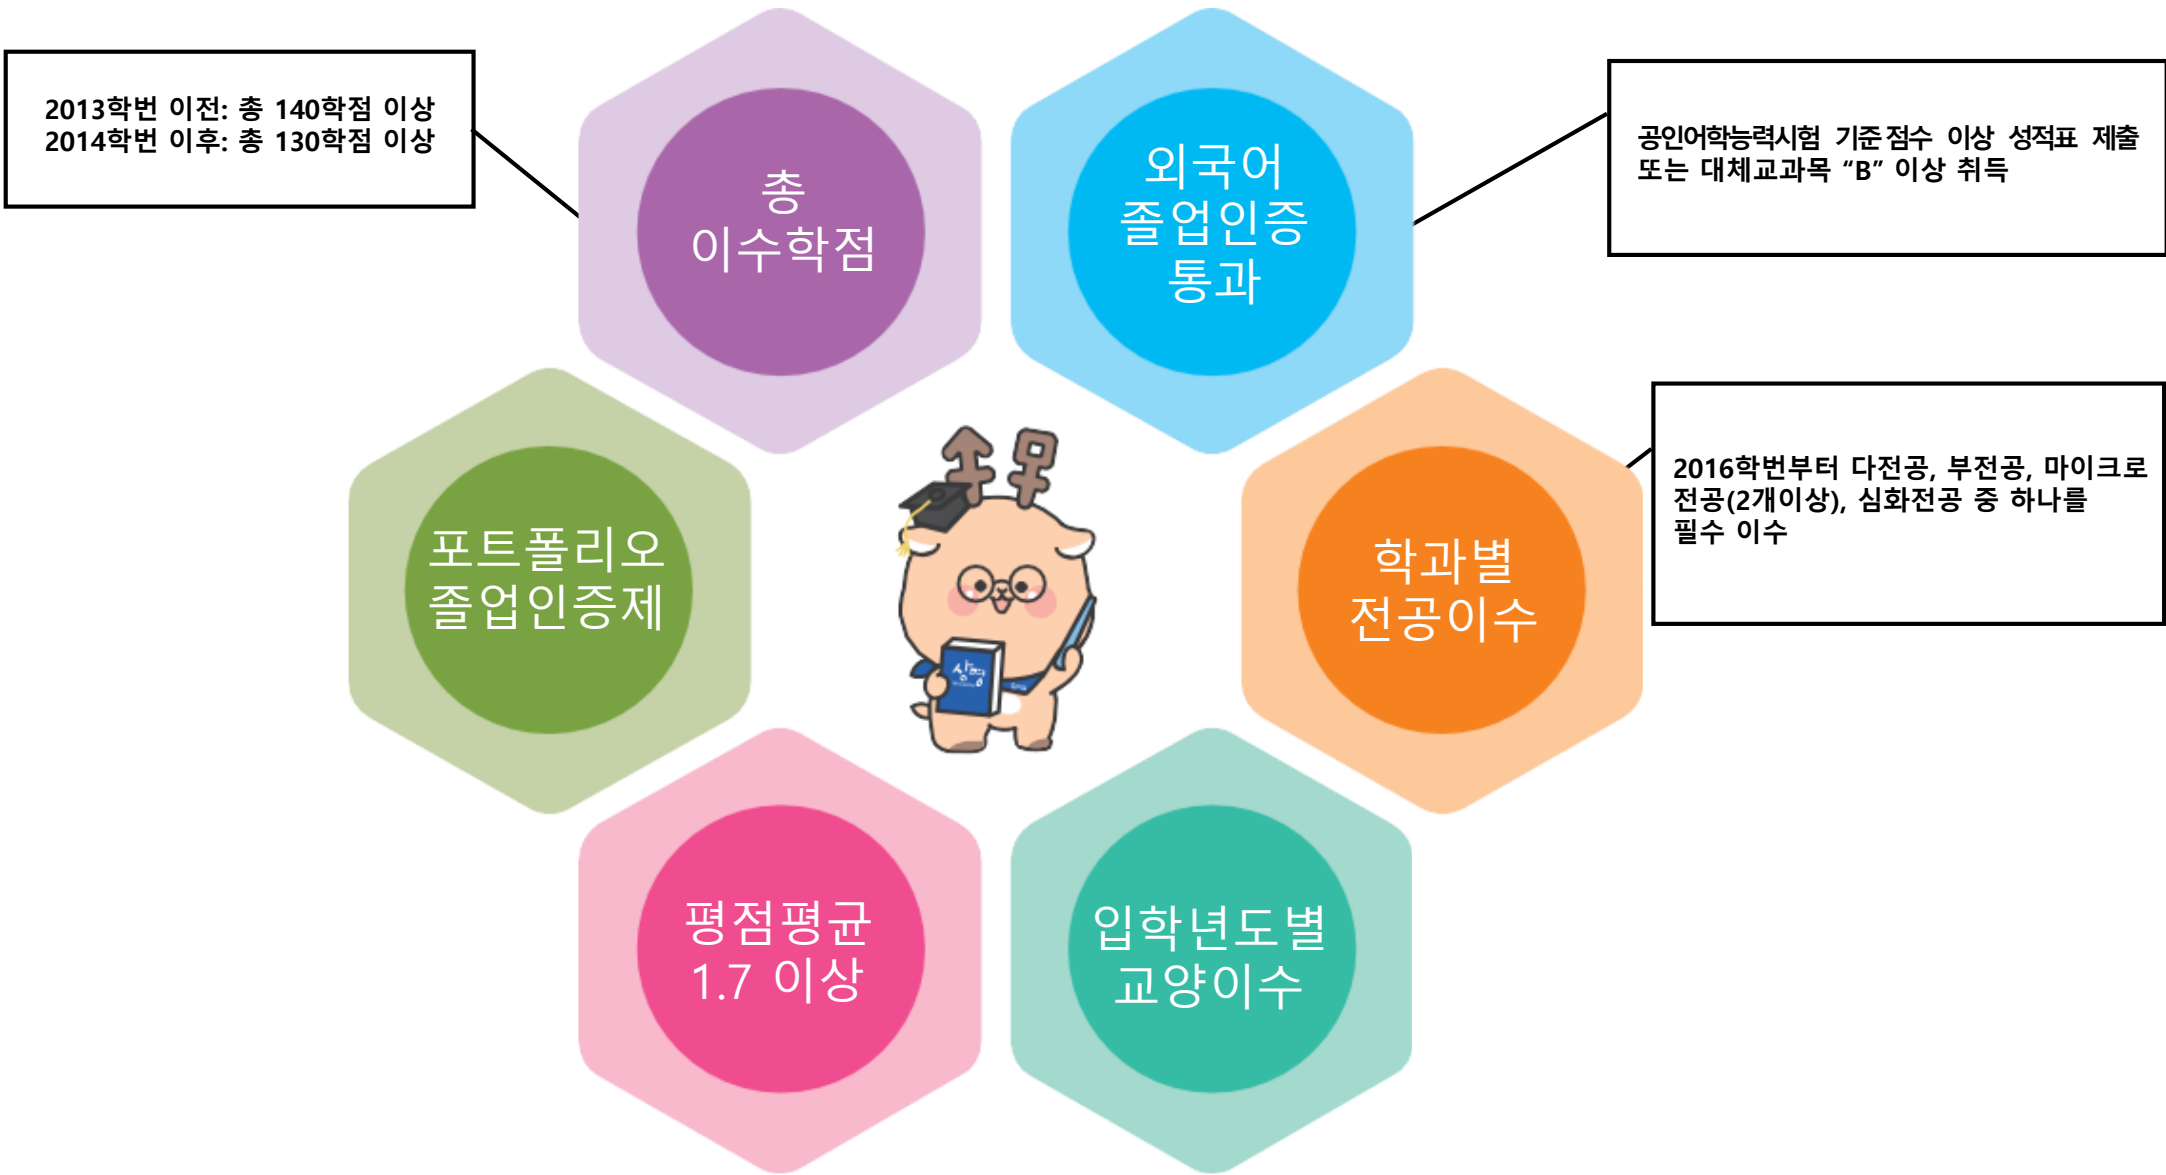 2013학번 이전: 총 140학점 이상
2014학번 이후: 총 130학점 이상
총
이수학점
외국어
졸업인증
통과
공인어학능력시험 기준점수 이상 성적표 제출
또는 대체교과목 “B” 이상 취득
포트폴리오
졸업인증제
학과별
전공이수
2016학번부터 다전공, 부전공, 마이크로
전공(2개이상), 심화전공 중 하나를
필수 이수
평점평균
1.7 이상
입학년도별
교양이수